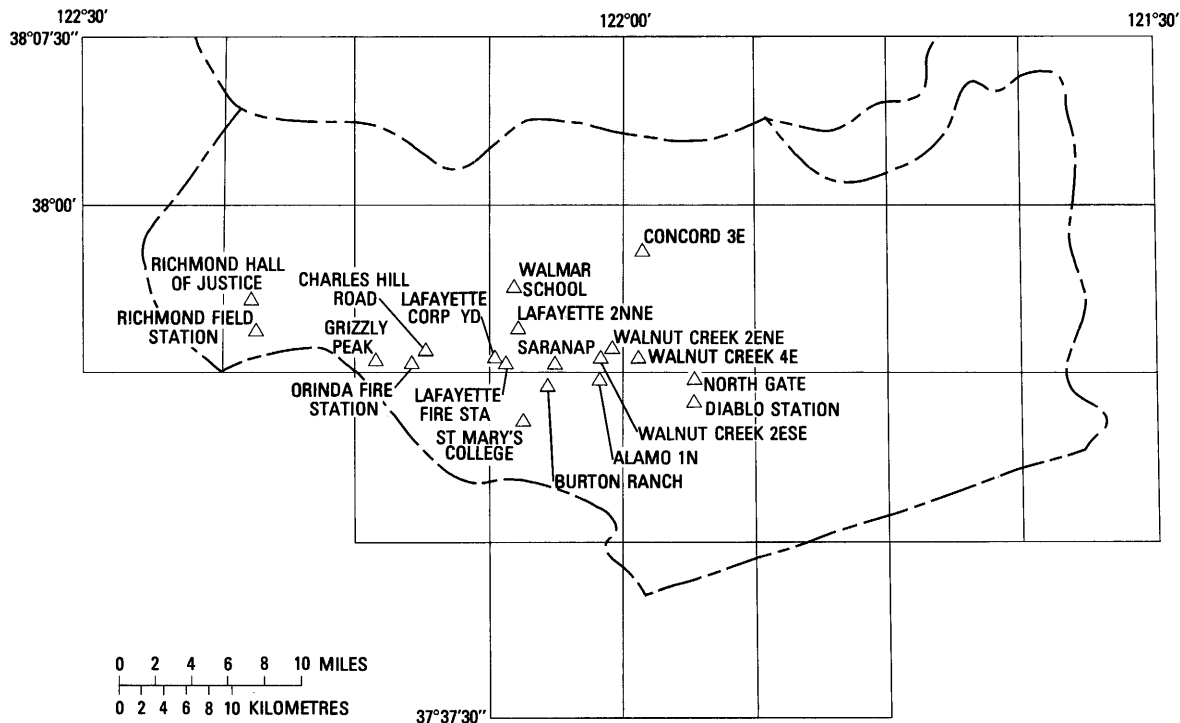 122°30'
122°00'
121°30'
38°07'30"
38°00'
CONCORD 3E
RICHMOND HALL
OF JUSTICE
CHARLES HILL
ROAD
WALMAR
SCHOOL
LAFAYETTE
CORP YD
RICHMOND FIELD
STATION
LAFAYETTE 2NNE
GRIZZLY
PEAK
SARANAP
WALNUT CREEK 2ENE
WALNUT CREEK 4E
ORINDA FIRE
STATION
LAFAYETTE
FIRE STA
NORTH GATE
DIABLO STATION
ST MARY'S
COLLEGE
WALNUT CREEK 2ESE
ALAMO 1N
BURTON RANCH
0 2 4 6 8 10 MILES
0 2 4 6 8 10 KILOMETRES
37°37'30"